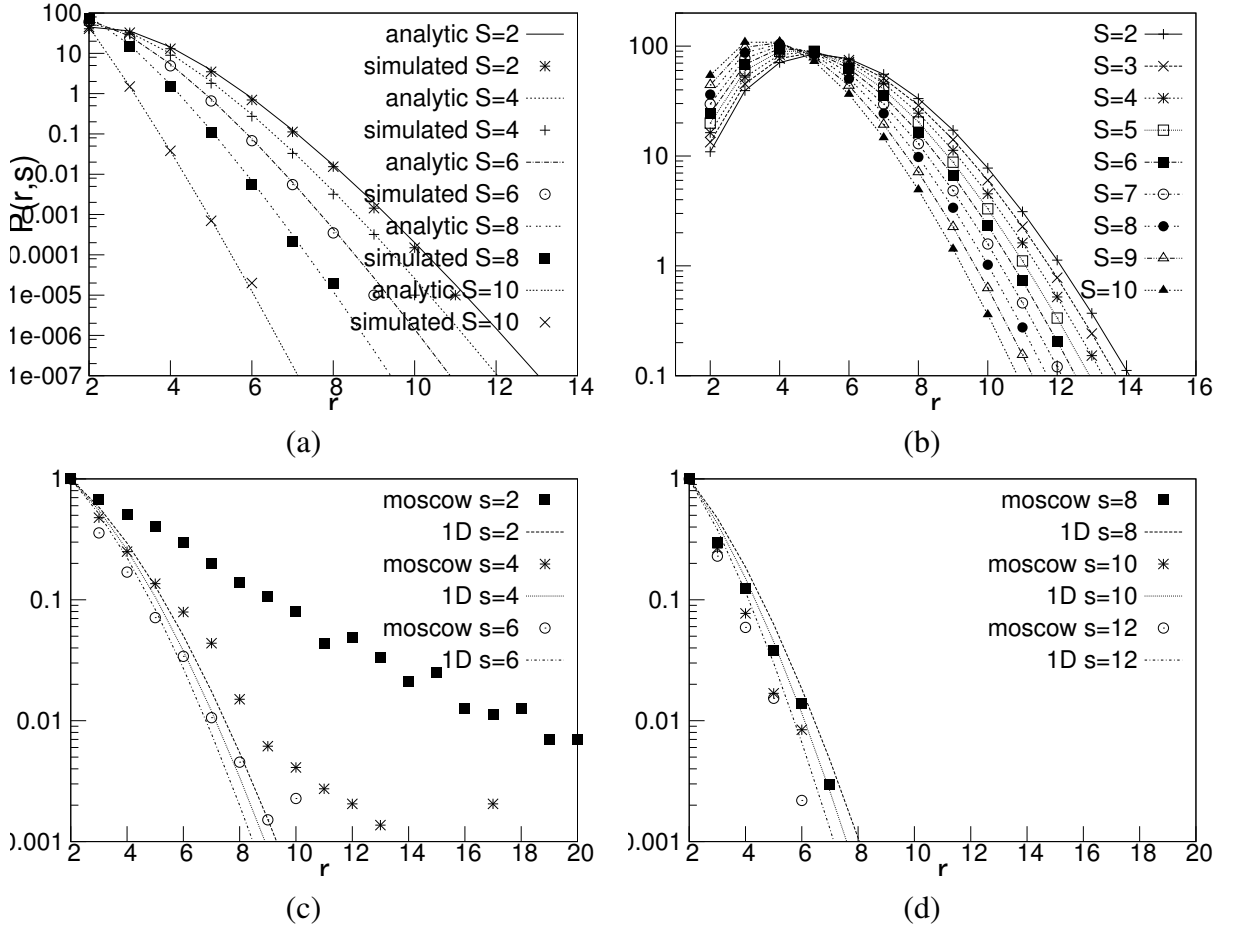 P(r,s)
100
10
1
0.1
0.01
0.001
0.0001
1e-005
1e-006
1e-007
2 4 6 8 10 12 14
r
analytic S=2
simulated S=2
analytic S=4
simulated S=4
analytic S=6
simulated S=6
analytic S=8
simulated S=8
analytic S=10
simulated S=10
(a)
100
10
1
0.1
2 4 6 8 10 12 14 16
r
S=2
S=3
S=4
S=5
S=6
S=7
S=8
S=9
S=10
(b)
1
0.1
0.01
0.001
2 4 6 8 10 12 14 16 18 20
r
moscow s=2
1D s=2
moscow s=4
1D s=4
moscow s=6
1D s=6
(c)
1
0.1
0.01
0.001
2 4 6 8 10 12 14 16 18 20
r
moscow s=8
1D s=8
moscow s=10
1D s=10
moscow s=12
1D s=12
(d)